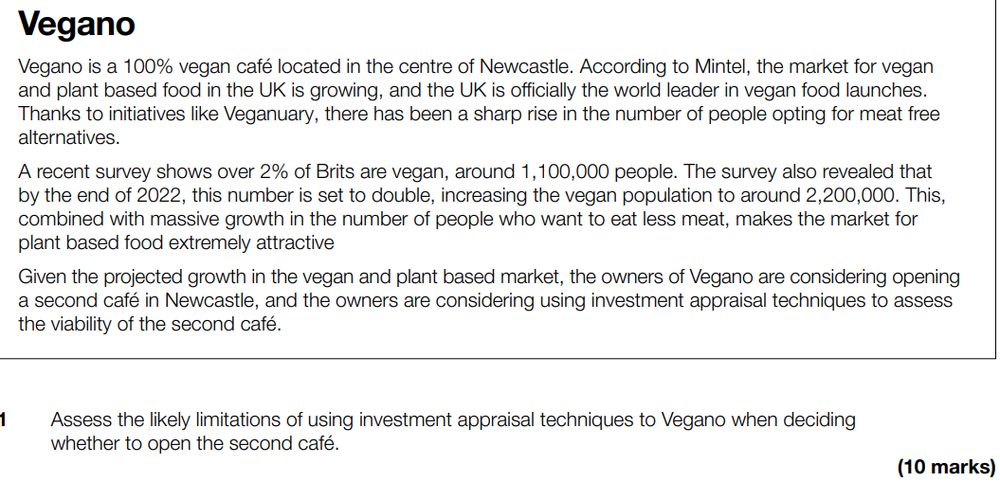 Vegano
Vegano is a 100% vegan café located in the centre of Newcastle. According to Mintel, the market for vegan
and plant based food in the UK is growing, and the UK is officially the world leader in vegan food launches.
Thanks to initiatives like Veganuary, there has been a sharp rise in the number of people opting for meat free
alternatives.
A recent survey shows over 2% of Brits are vegan, around 1,100,000 people. The survey also revealed that
by the end of 2022, this number is set to double, increasing the vegan population to around 2,200,000. This,
combined with massive growth in the number of people who want to eat less meat, makes the market for
plant based food extremely attractive
Given the projected growth in the vegan and plant based market, the owners of Vegano are considering opening
a second café in Newcastle, and the owners are considering using investment appraisal techniques to assess
the viability of the second café.
1 Assess the likely limitations of using investment appraisal techniques to Vegano when deciding
whether to open the second café.
(10 marks)